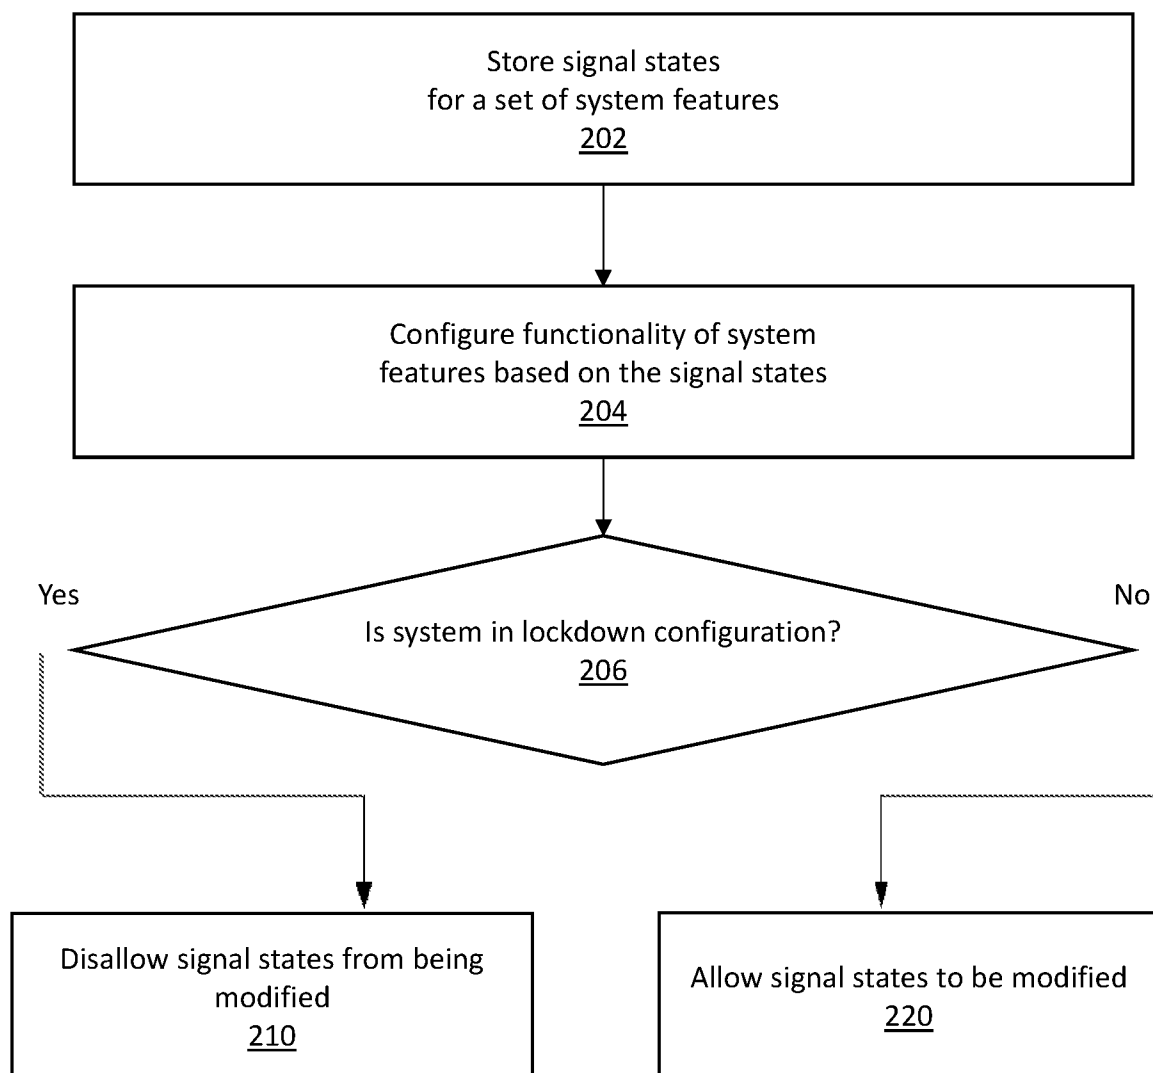 Store signal states
for a set of system features
202
Configure functionality of system
features based on the signal states
204
Yes
No
Is system in lockdown configuration?
206
Disallow signal states from being
modified
210
Allow signal states to be modified
220